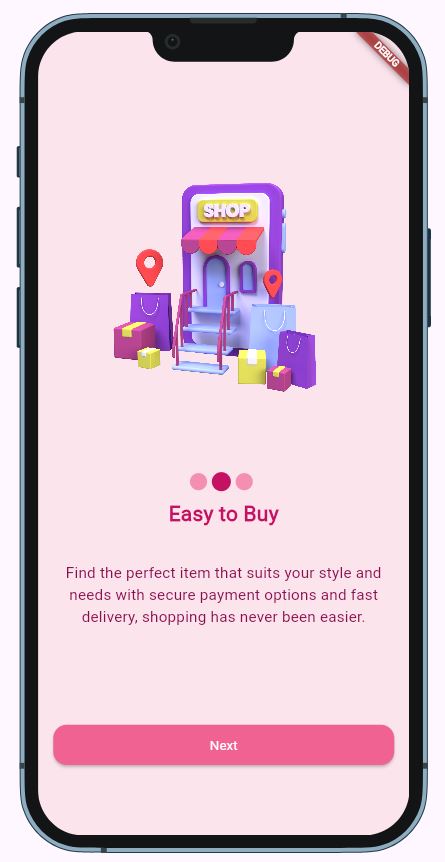 DEBUG
SHOP
Easy to Buy
Find the perfect item that suits your style and
needs with secure payment options and fast
delivery, shopping has never been easier.
Next